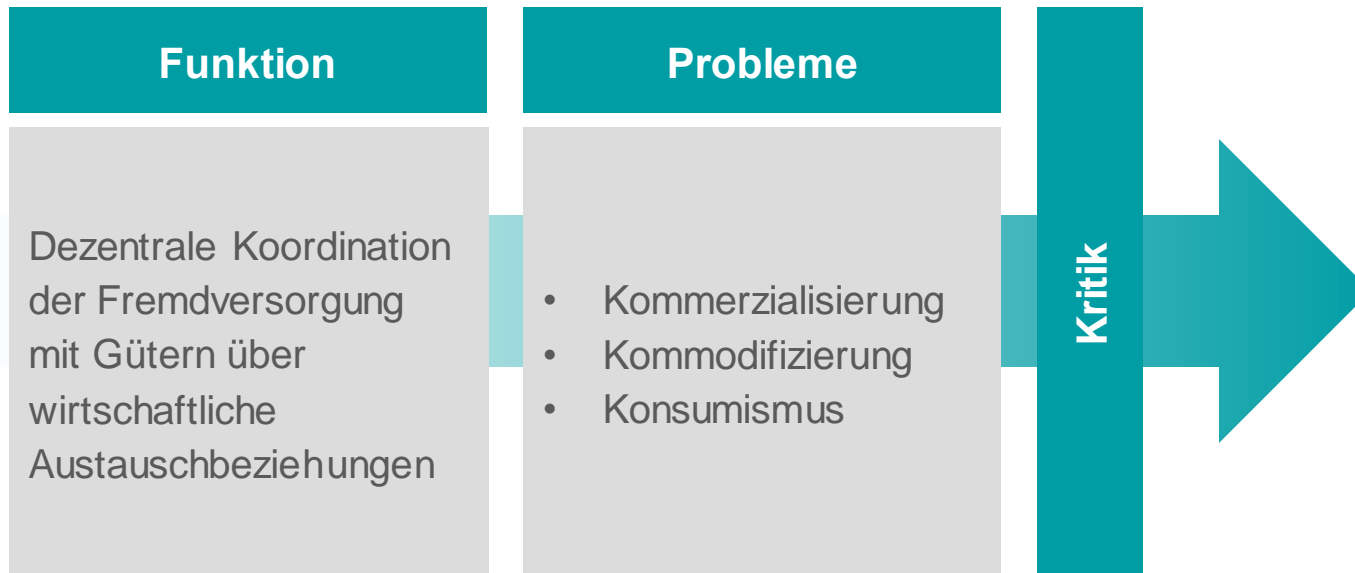 Funktion
Dezentrale Koordination
der Fremdversorgung
mit Gütern über
wirtschaftliche
Austauschbeziehungen
Probleme
• Kommerzialisierung
• Kommodifizierung
• Konsumismus
Kritik